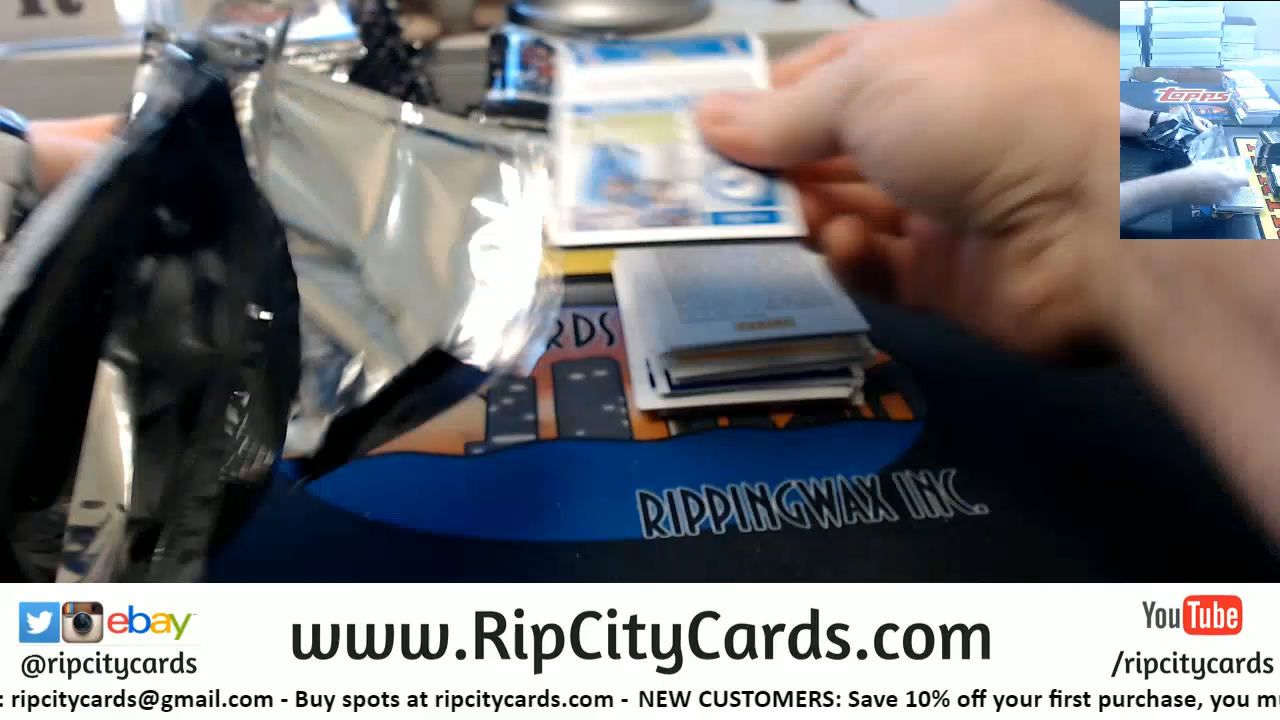 TOPPS
RDS
RIPPINGWAX INC.
ebay
@ripcitycards
www.RipCityCards.com
YouTube
/ripcitycards
: ripcitycards@gmail.com - Buy spots at ripcitycards.com - NEW CUSTOMERS: Save 10% off your first purchase, you m